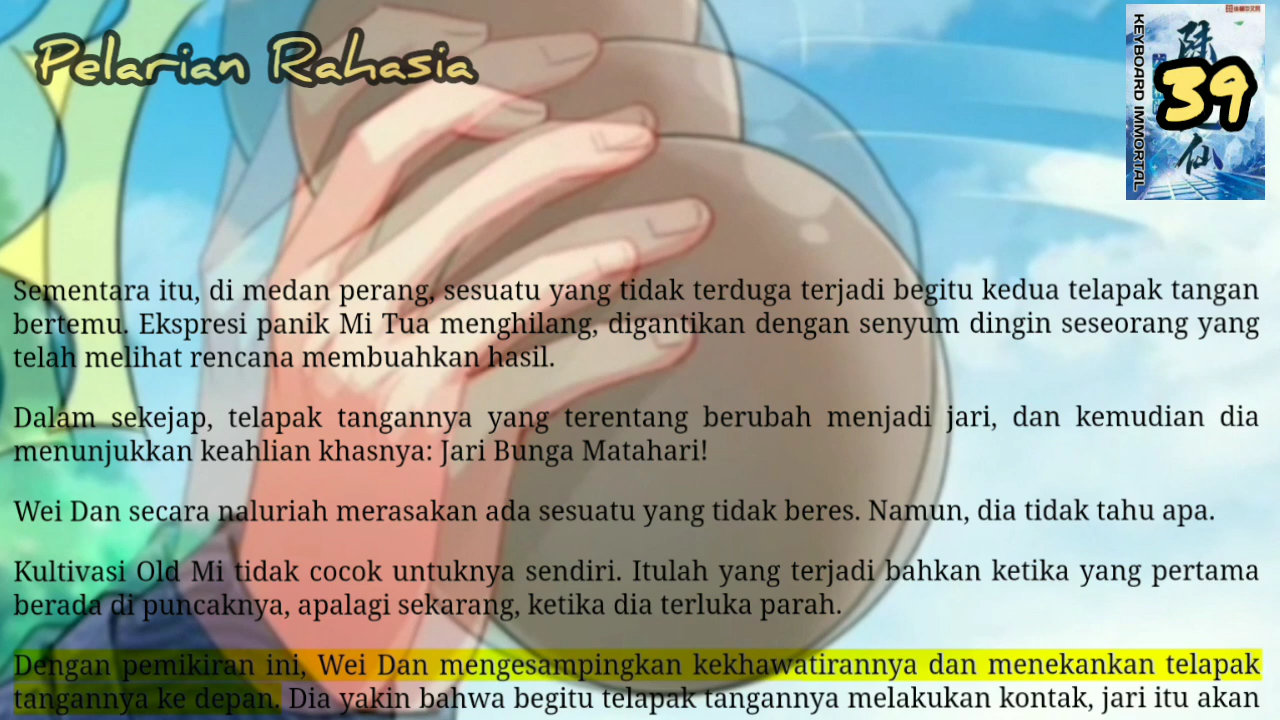 Pelarian Rahasia
KEYBOARD IMMORTAL
39
仙
Sementara itu, di medan perang, sesuatu yang tidak terduga terjadi begitu kedua telapak tangan
bertemu. Ekspresi panik Mi Tua menghilang, digantikan dengan senyum dingin seseorang yang
telah melihat rencana membuahkan hasil.
Dalam sekejap, telapak tangannya yang terentang berubah menjadi jari, dan kemudian dia
menunjukkan keahlian khasnya: Jari Bunga Matahari!
Wei Dan secara naluriah merasakan ada sesuatu yang tidak beres. Namun, dia tidak tahu apa.
Kultivasi Old Mi tidak cocok untuknya sendiri. Itulah yang terjadi bahkan ketika yang pertama
berada di puncaknya, apalagi sekarang, ketika dia terluka parah.
Dengan pemikiran ini, Wei Dan mengesampingkan kekhawatirannya dan menekankan telapak
tangannya ke depan. Dia yakin bahwa begitu telapak tangannya melakukan kontak, jari itu akan